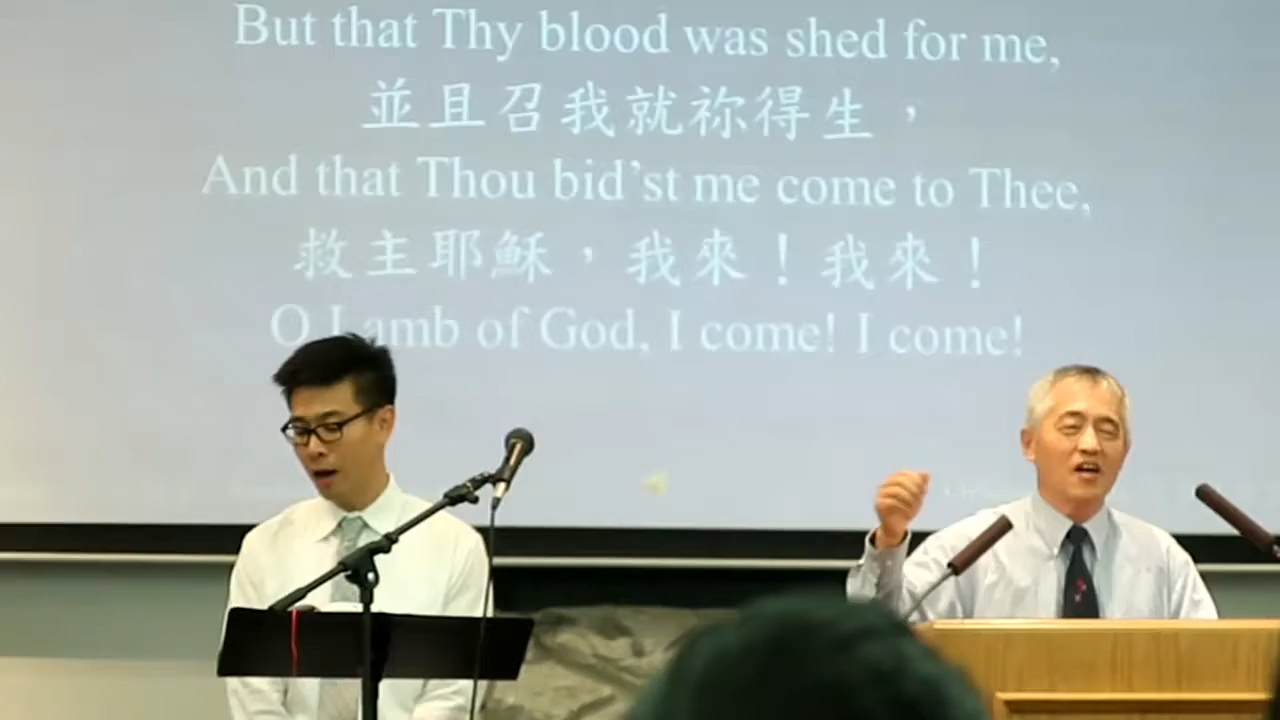 But that Thy blood was shed for me,
並且召我就祢得生，
And that Thou bid’st me come to Thee,
救主耶穌，我來！我來！
O Lamb of God, I come! I come!